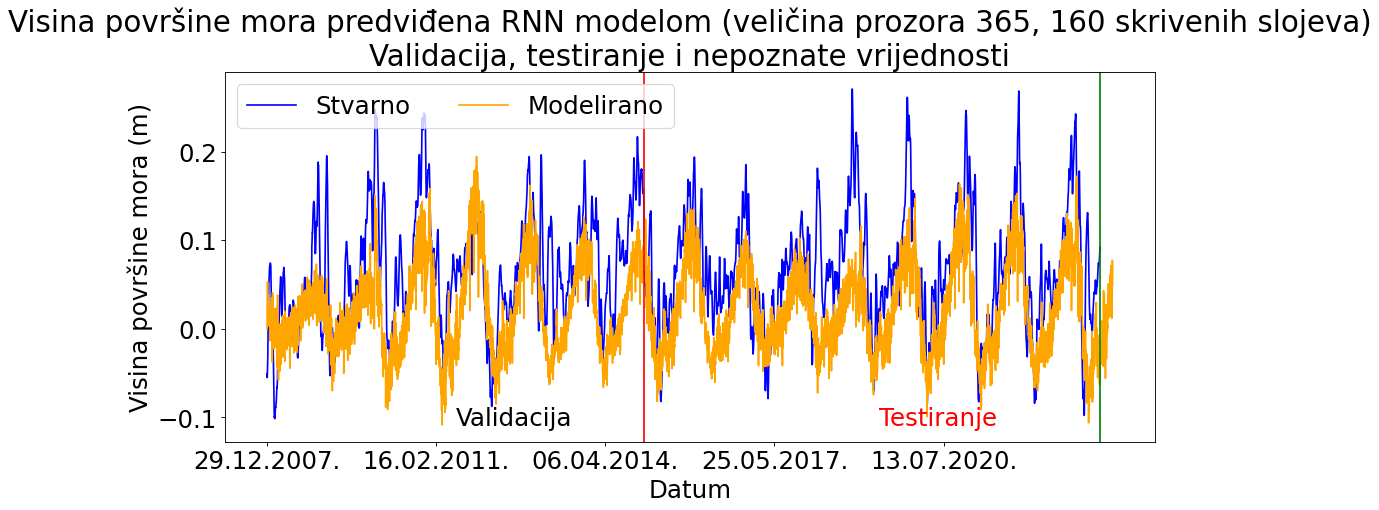 Visina površine mora predviđena RNN modelom (veličina prozora 365, 160 skrivenih slojeva)
Validacija, testiranje i nepoznate vrijednosti
Stvarno
Modelirano
Visina površine mora (m)
0.2
0.1
0.0
−0.1
Validacija
Testiranje
29.12.2007.
16.02.2011.
06.04.2014.
25.05.2017.
13.07.2020.
Datum